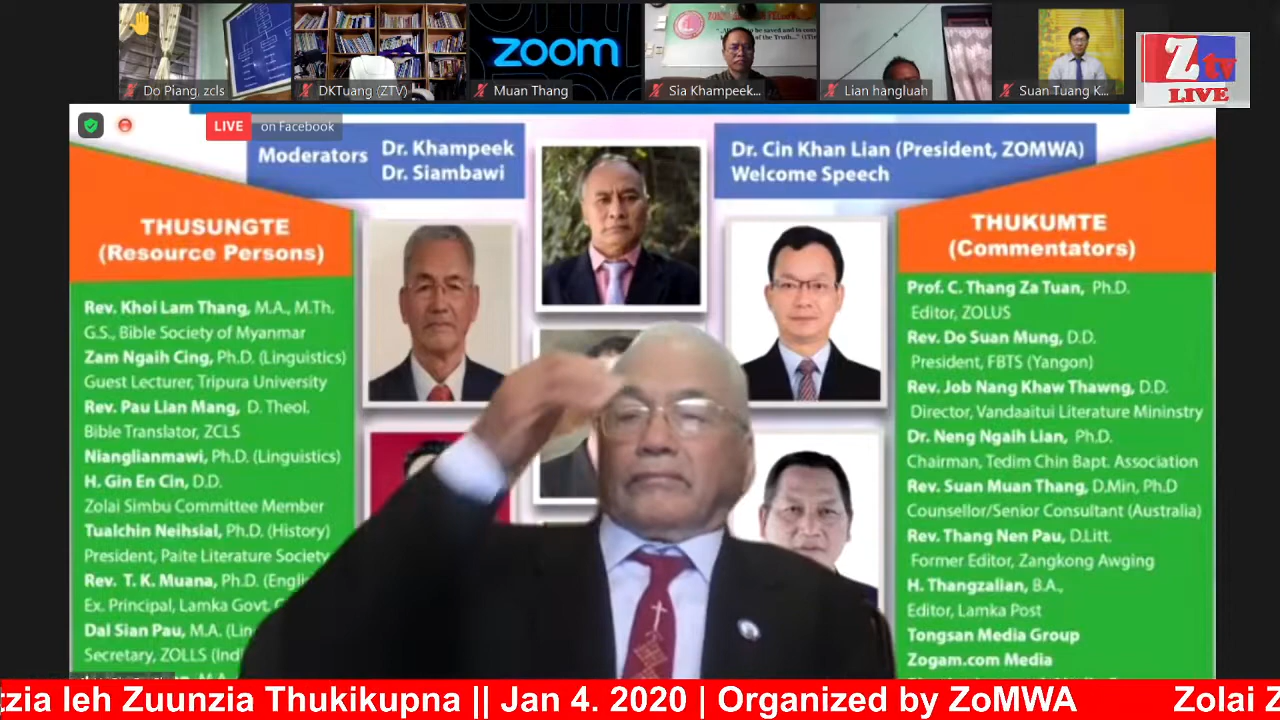 Do Piang, zcls
DKTuang (ZTV)
zoom
Muan Thang
Sia Khampeek...
Lian hangluah
Suan Tuang K...
Z tv
LIVE
LIVE on Facebook
Moderators
Dr. Khampeek
Dr. Siambawi
Dr. Cin Khan Lian (President, ZOMWA)
Welcome Speech
THUSUNGTE
(Resource Persons)
Rev. Khoi Lam Thang, M.A., M.Th.
G.S., Bible Society of Myanmar
Zam Ngaih Cing, Ph.D. (Linguistics)
Guest Lecturer, Tripura University
Rev. Pau Lian Mang, D. Theol.
Bible Translator, ZCLS
Nianglianmawi, Ph.D. (Linguistics)
H. Gin En Cin, D.D.
Zolai Simbu Committee Member
Tualchin Neihsial, Ph.D. (History)
President, Paite Literature Society
Rev. T. K. Muana, Ph.D. (Engli
Ex. Principal, Lamka Govt.
Dal Sian Pau, M.A. (Lin
Secretary, ZOLLS (Indi
THUKUMTE
(Commentators)
Prof. C. Thang Za Tuan, Ph.D.
Editor, ZOLUS
Rev. Do Suan Mung, D.D.
President, FBTS (Yangon)
Rev. Job Nang Khaw Thawng, D.D.
Director, Vandaaitui Literature Mininstry
Dr. Neng Ngaih Lian, Ph.D.
Chairman, Tedim Chin Bapt. Association
Rev. Suan Muan Thang, D.Min, Ph.D
Counsellor/Senior Consultant (Australia)
Rev. Thang Nen Pau, D.Litt.
Former Editor, Zangkong Awging
H. Thangzalian, B.A.,
Editor, Lamka Post
Tongsan Media Group
Zogam.com Media
tzia leh Zuunzia Thukikupna || Jan 4. 2020 | Organized by ZoMWA Zolai Z